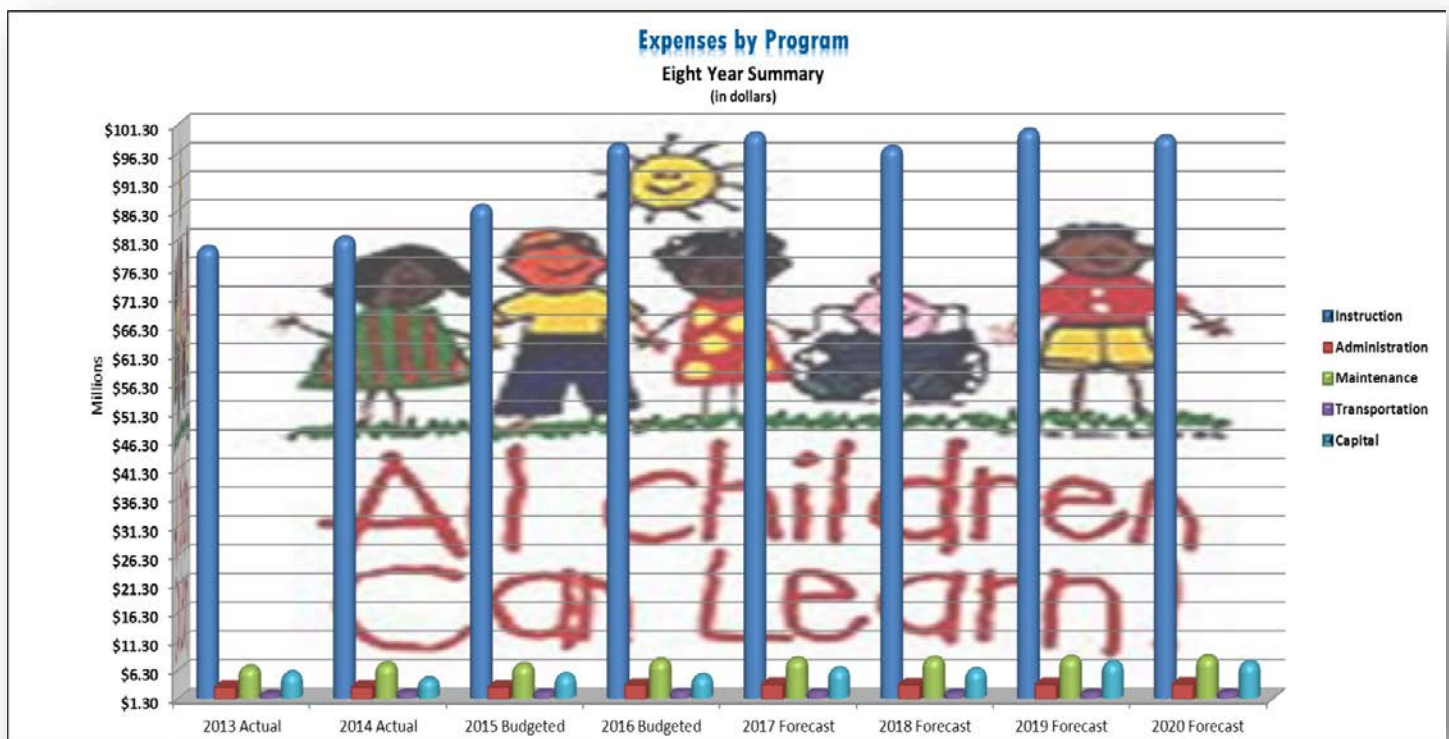 Expenses by Program
Eight Year Summary
(in dollars)
$101.30
$96.30
$91.30
$86.30
$81.30
$76.30
$71.30
$66.30
$61.30
$56.30
$51.30
$46.30
$41.30
$36.30
$31.30
$26.30
$21.30
$16.30
$11.30
$6.30
$1.30
Millions
All Children
Can Learn!
Instruction
Administration
Maintenance
Transportation
Capital
2013 Actual
2014 Actual
2015 Budgeted
2016 Budgeted
2017 Forecast
2018 Forecast
2019 Forecast
2020 Forecast